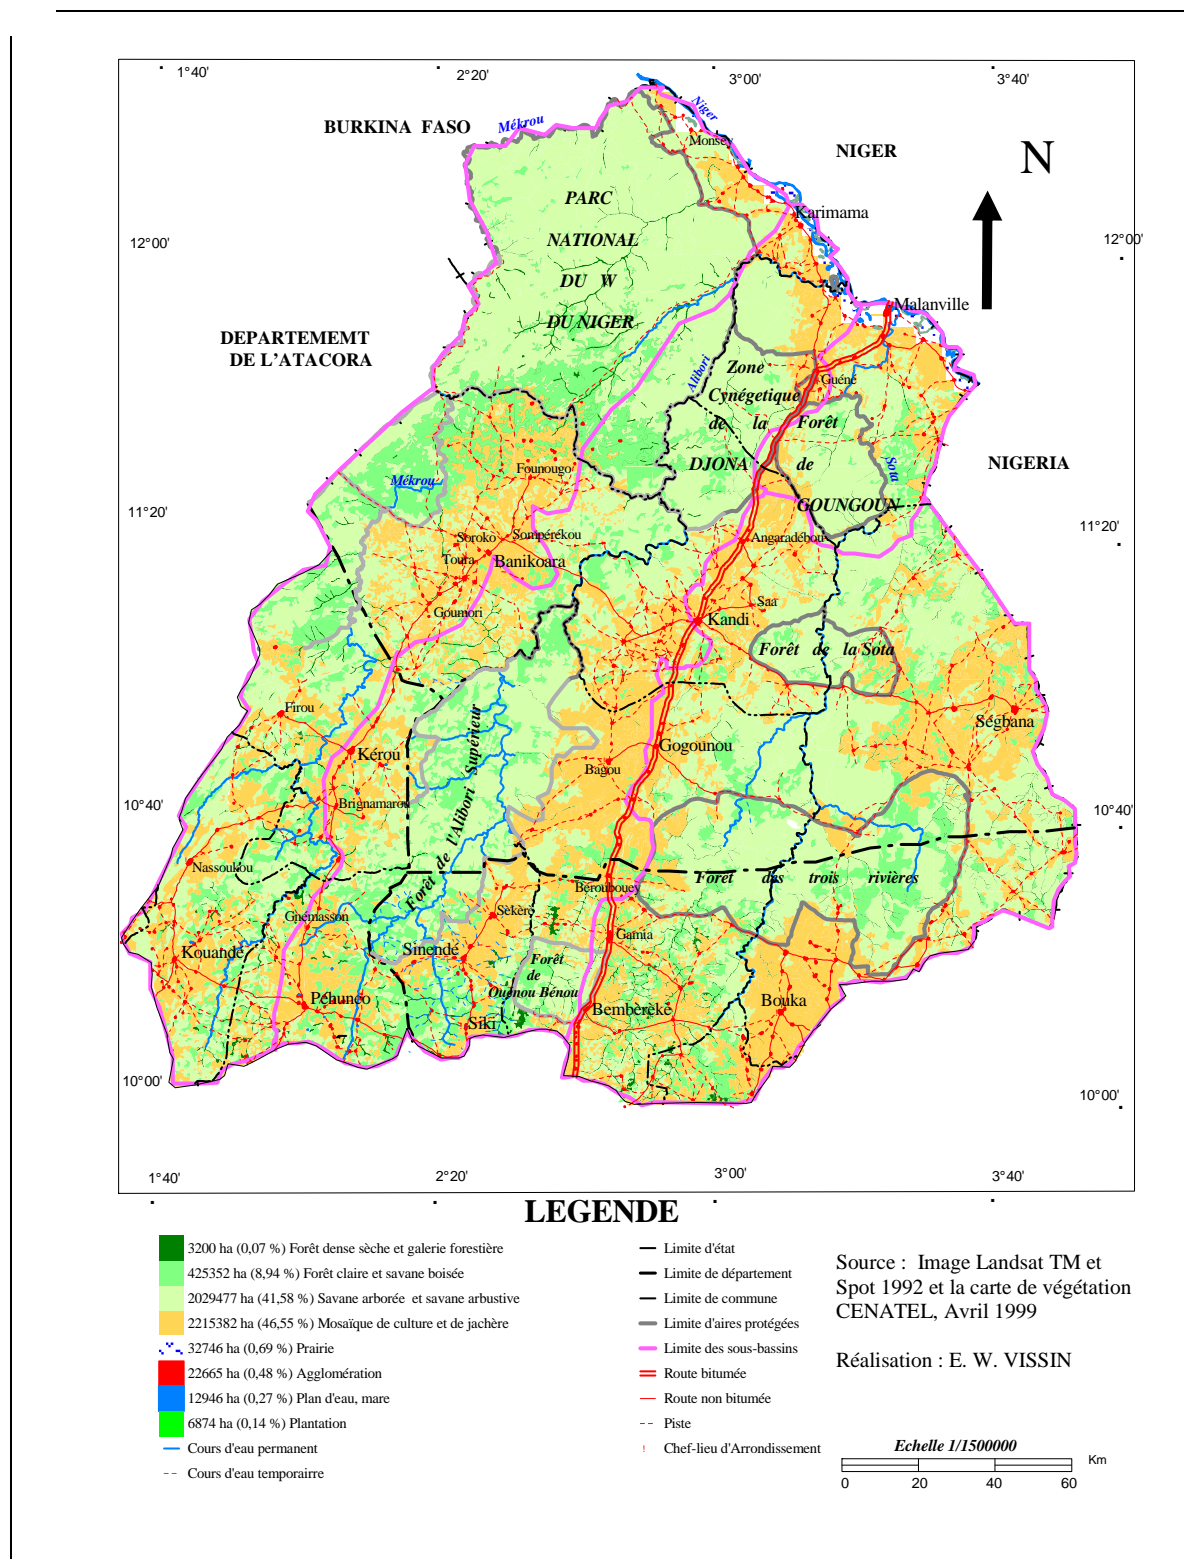 1°40'
2°20'
3°00'
3°40'
BURKINA FASO
Mékrou
Niger
Monsey
NIGER
N
PARC
NATIONAL
DU W
DU NIGER
Karimama
12°00'
12°00'
Malanville
DEPARTEMEMT
DE L'ATACORA
Alibori
Zone
Cynégetique
de la
DJONA
Guéné
Forêt
de
GOUNGOUN
Sota
NIGERIA
Founougo
Mékrou
11°20'
11°20'
Soroko
Sompérékou
Toura
Banikoara
Angaradébou
Goumori
Saa
Kandi
Forêt de la Sota
Firou
Ségbana
Kérou
Forêt de l'Alibori Supérieur
Gogounou
Bagou
10°40'
Brignamarou
10°40'
Nassoukou
Béroubouey
Forêt des trois rivières
Gnémasson
Sèkèrè
Kouandé
Sinendé
Gamia
Forêt
de
Ouénou Bénou
Péhunco
Siki
Bembèrèkè
Bouka
10°00'
10°00'
1°40'
2°20'
3°00'
3°40'
LEGENDE
3200 ha (0,07 %) Forêt dense sèche et galerie forestière
425352 ha (8,94 %) Forêt claire et savane boisée
2029477 ha (41,58 %) Savane arborée et savane arbustive
2215382 ha (46,55 %) Mosaïque de culture et de jachère
32746 ha (0,69 %) Prairie
22665 ha (0,48 %) Agglomération
12946 ha (0,27 %) Plan d'eau, mare
6874 ha (0,14 %) Plantation
Cours d'eau permanent
Cours d'eau temporairre
Limite d'état
Limite de département
Limite de commune
Limite d'aires protégées
Limite des sous-bassins
Route bitumée
Route non bitumée
Piste
Chef-lieu d'Arrondissement
Source : Image Landsat TM et
Spot 1992 et la carte de végétation
CENATEL, Avril 1999
Réalisation : E. W. VISSIN
Echelle 1/1500000
Km
0 20 40 60